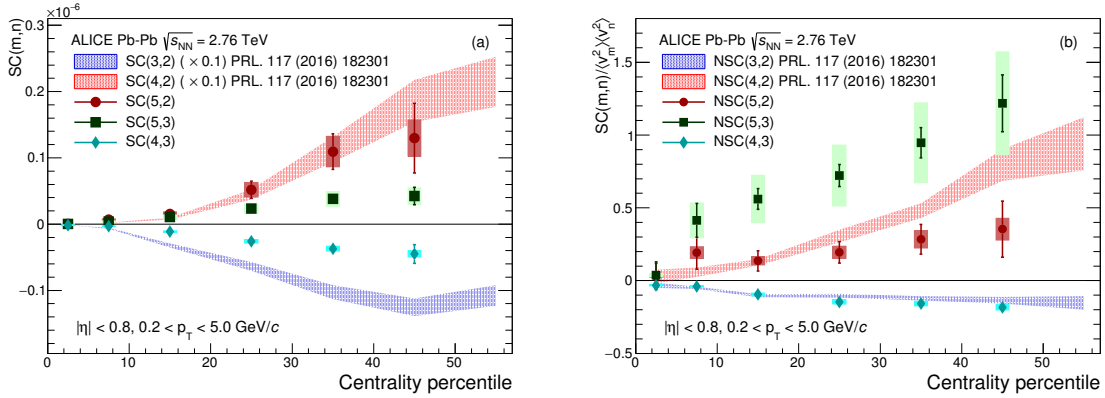 ×10⁻⁶
ALICE Pb-Pb √sNN = 2.76 TeV
(a)
SC(3,2) (×0.1) PRL. 117 (2016) 182301
SC(4,2) (×0.1) PRL. 117 (2016) 182301
SC(5,2)
SC(5,3)
SC(4,3)
|η| < 0.8, 0.2 < pT < 5.0 GeV/c
SC(m,n)
0.3
0.2
0.1
0
−0.1
0 10 20 30 40 50
Centrality percentile
ALICE Pb-Pb √sNN = 2.76 TeV
(b)
NSC(3,2) PRL. 117 (2016) 182301
NSC(4,2) PRL. 117 (2016) 182301
NSC(5,2)
NSC(5,3)
NSC(4,3)
|η| < 0.8, 0.2 < pT < 5.0 GeV/c
SC(m,n)/⟨v²m⟩⟨v²n⟩
1.5
1
0.5
0
−0.5
0 10 20 30 40 50
Centrality percentile